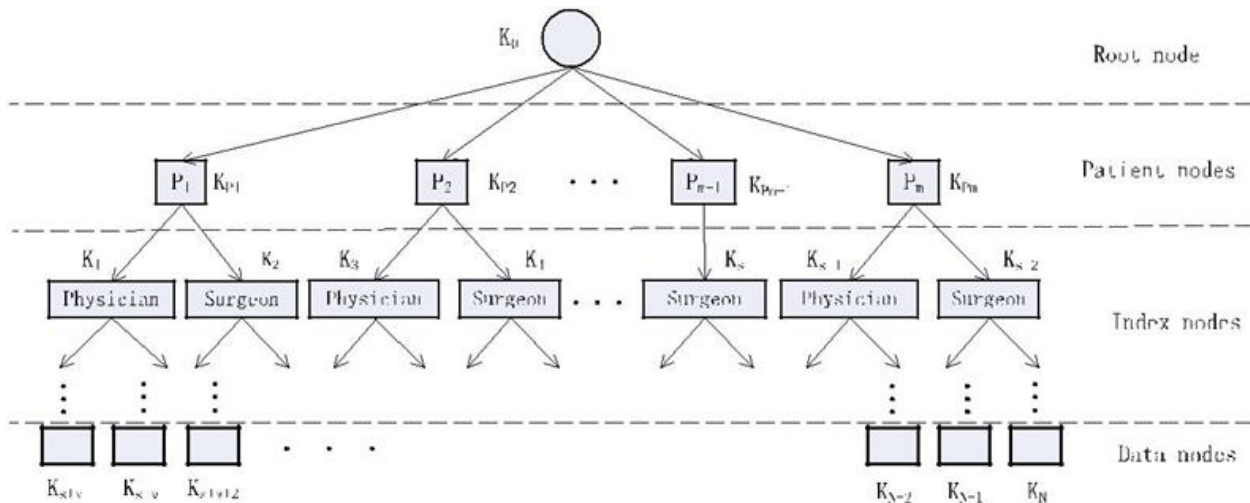 Root node
P1 KP1 P2 KP2 . . . Pm-1 Pm KPm Patient nodes
K1 K2 K3 Ks
Physician Surgeon Physician Surgeon . . . Surgeon Physician Surgeon Index nodes
. . . Data nodes
KN-2 KN-1 KN